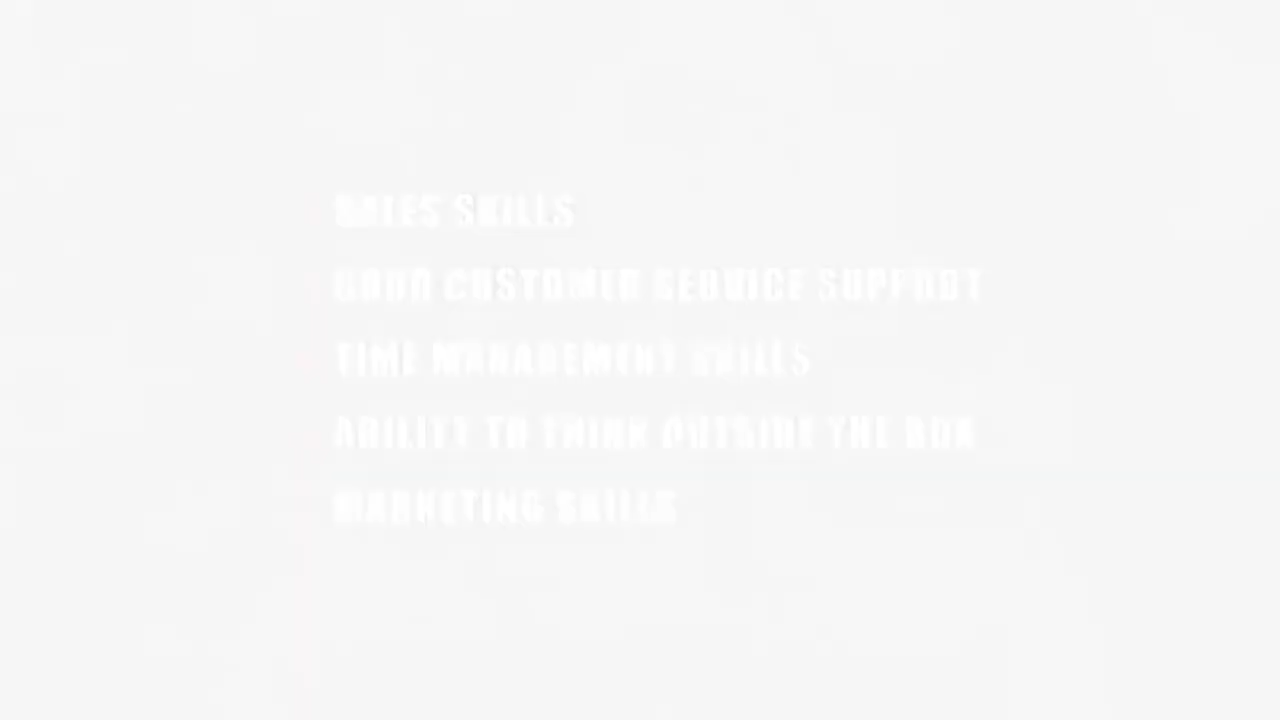 SALES SKILLS
GOOD CUSTOMER SERVICE SUPPORT
TIME MANAGEMENT SKILLS
ABILITY TO THINK OUTSIDE THE BOX
MARKETING SKILLS